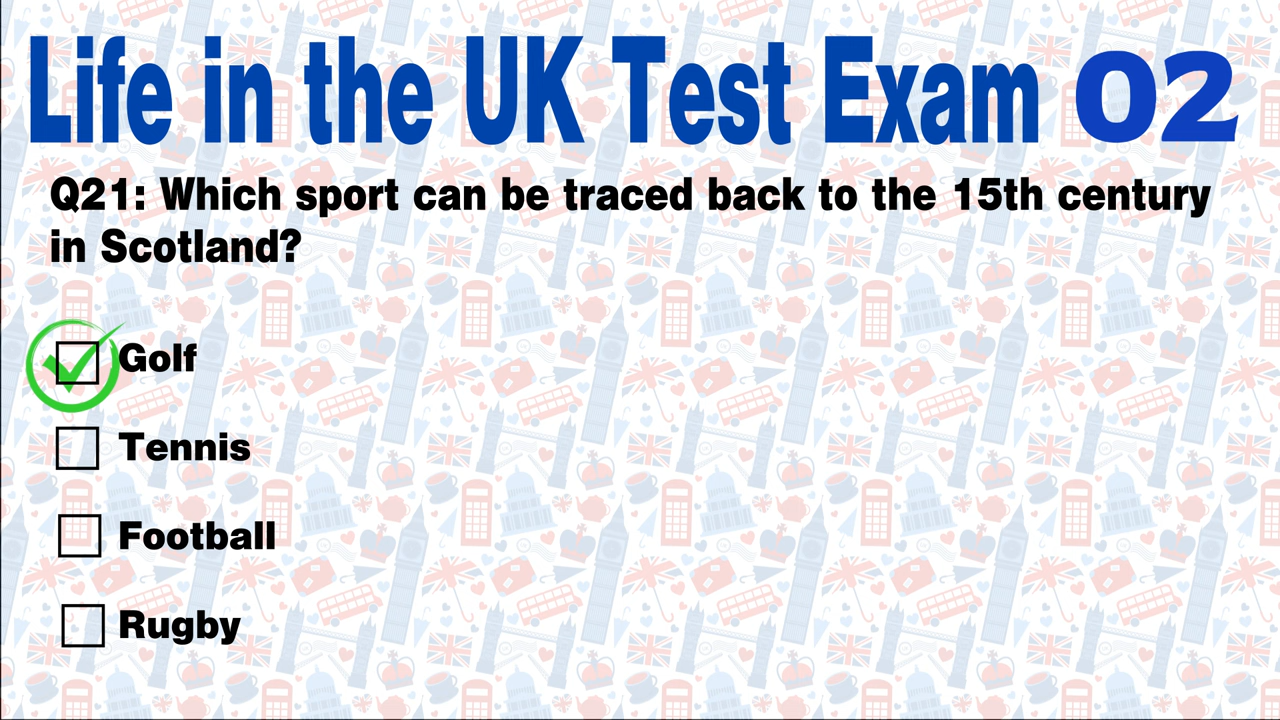 Life in the UK Test Exam 02
Q21: Which sport can be traced back to the 15th century
in Scotland?
Golf
Tennis
Football
Rugby